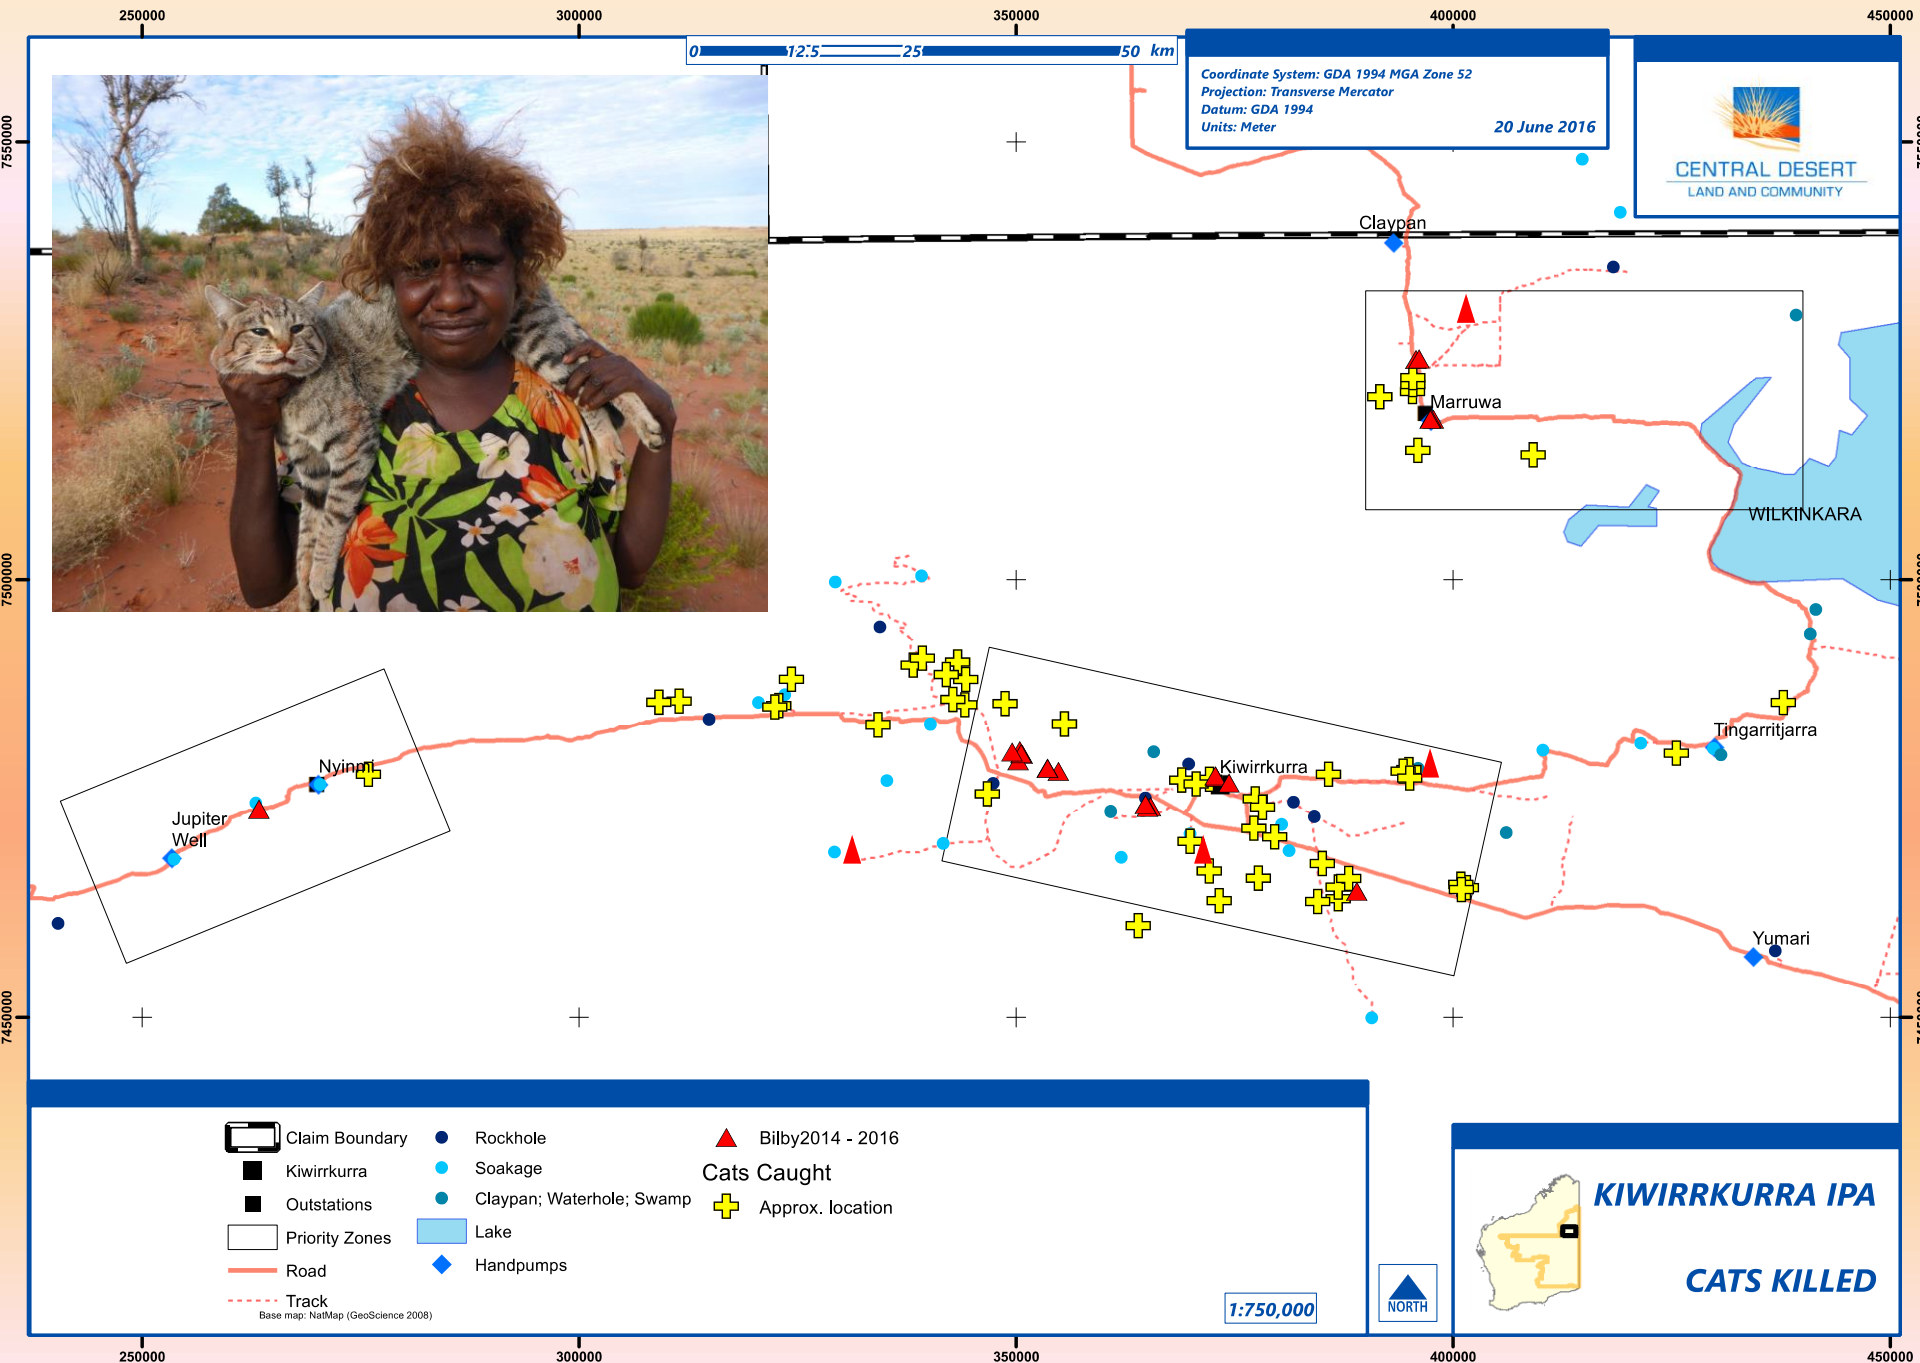 250000 300000 350000 400000 450000
0 12.5 25 50 km
Coordinate System: GDA 1994 MGA Zone 52
Projection: Transverse Mercator
Datum: GDA 1994
Units: Meter 20 June 2016
CENTRAL DESERT
LAND AND COMMUNITY
7550000
Claypan
Marruwa
WILKINKARA
7500000
Tingarritjarra
Kiwirrkurra
Jupiter
Well
Yumari
7450000
Claim Boundary
Kiwirrkurra
Outstations
Priority Zones
Road
Track
Base map: NatMap (GeoScience 2008)
Rockhole
Soakage
Claypan; Waterhole; Swamp
Lake
Handpumps
Bilby2014 - 2016
Cats Caught
Approx. location
1:750,000
NORTH
KIWIRRKURRA IPA
CATS KILLED
250000 300000 350000 400000 450000